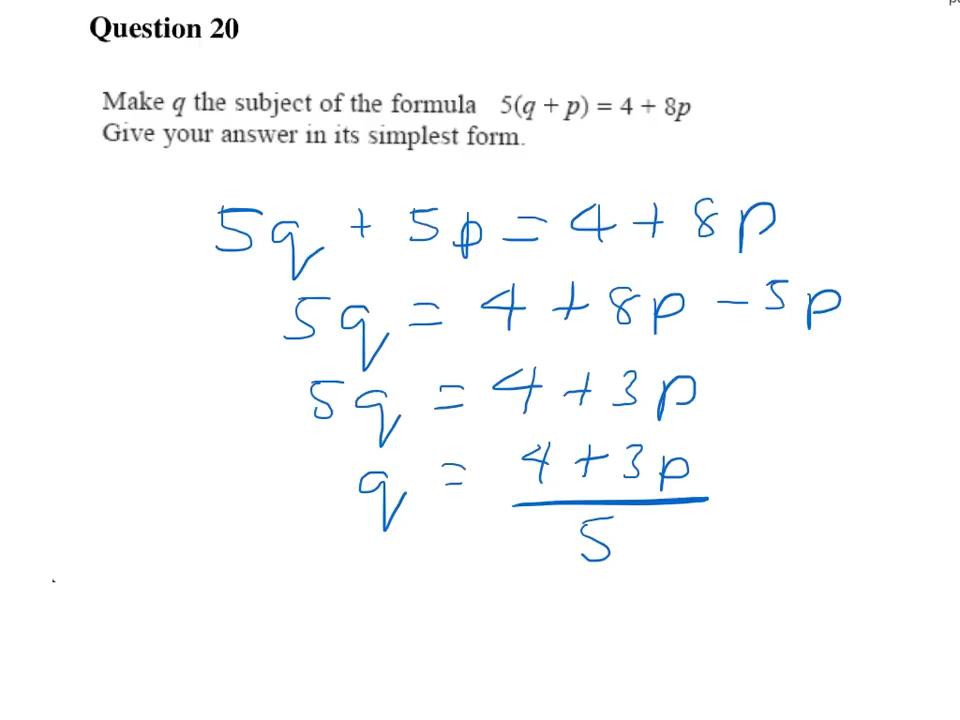 Question 20
Make q the subject of the formula 5(q + p) = 4 + 8p
Give your answer in its simplest form.
5q + 5p = 4 + 8p
5q = 4 + 8p - 5p
5q = 4 + 3p
q = 4 + 3p
5